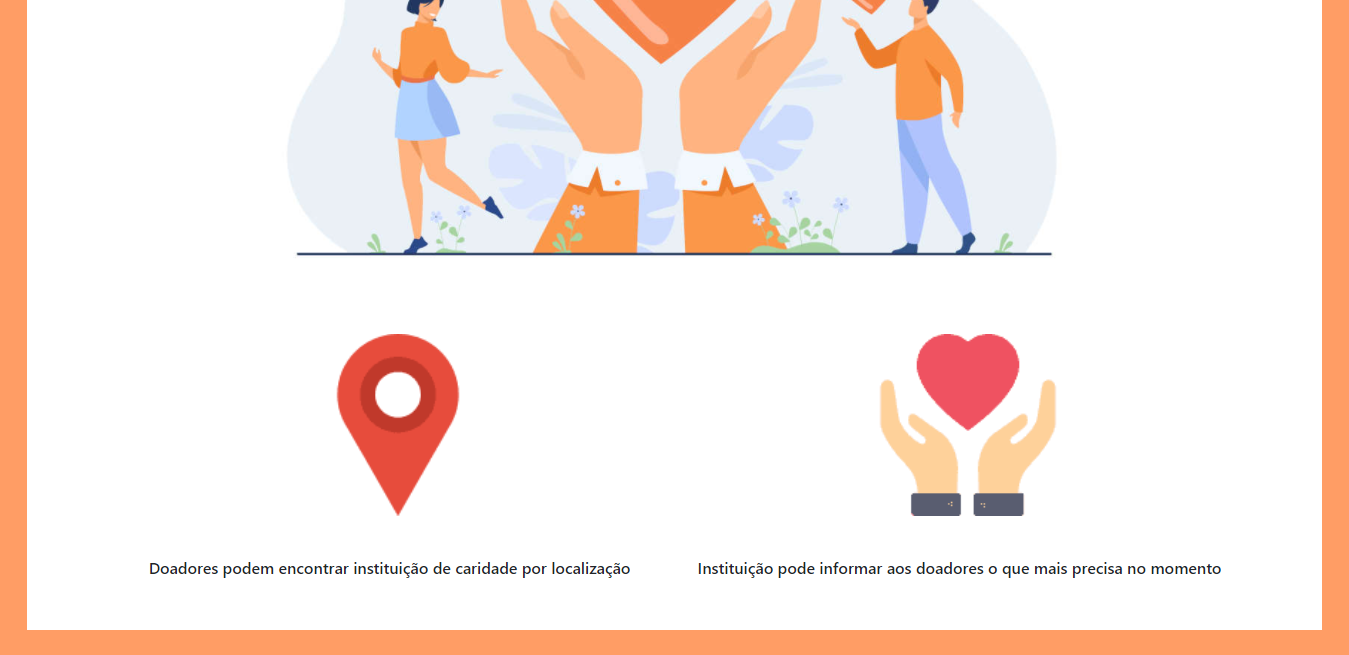 Doadores podem encontrar instituição de caridade por localização
Instituição pode informar aos doadores o que mais precisa no momento